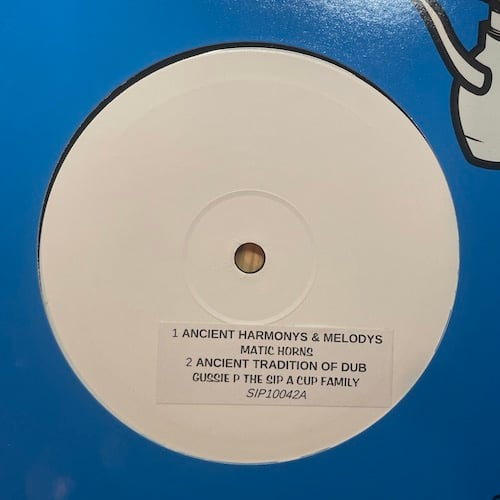 1 ANCIENT HARMONYS & MELODYS
MATIC HORNS
2 ANCIENT TRADITION OF DUB
GUSSIE P THE SIP A CUP FAMILY
SIP10042A